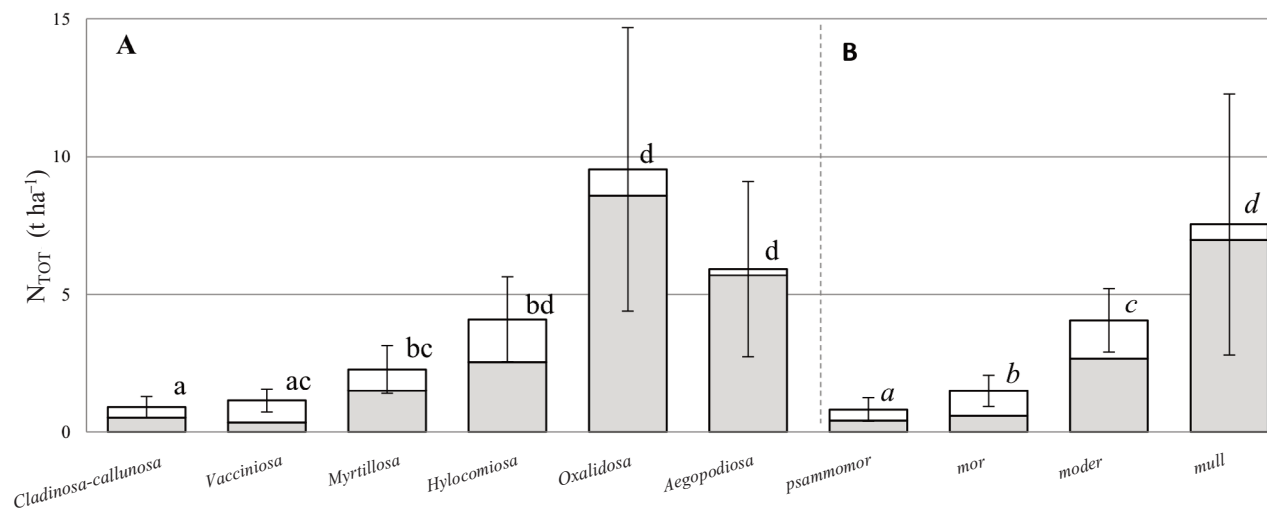 15
A
B
10
5
0
N_TOT (t ha⁻¹)
a
ac
bc
bd
d
d
a
b
c
d
Cladinosa-callunosa
Vacciniosa
Myrtillosa
Hylocomiosa
Oxalidosa
Aegopodiosa
psammomor
mor
moder
mull